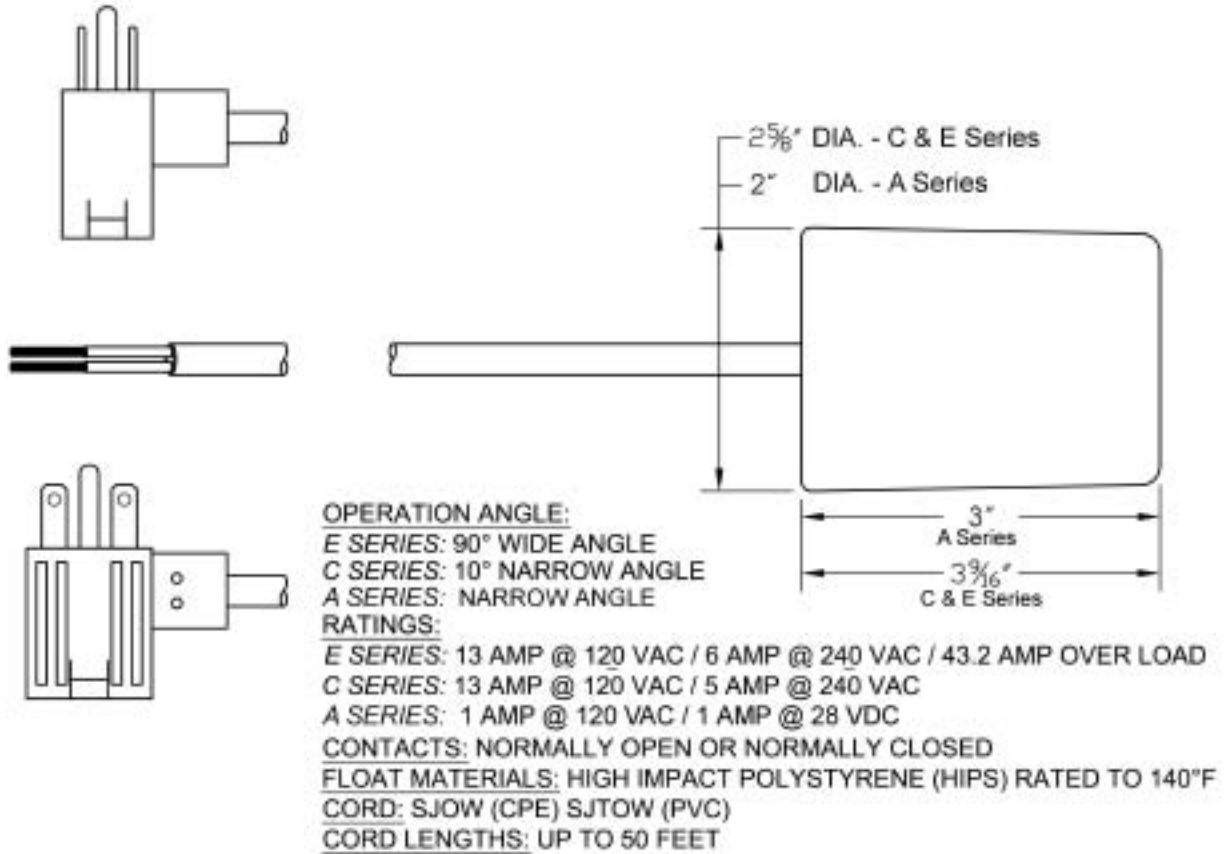 2⅝" DIA. - C & E Series
2" DIA. - A Series
3"
A Series
3 9/16"
C & E Series
OPERATION ANGLE:
E SERIES: 90° WIDE ANGLE
C SERIES: 10° NARROW ANGLE
A SERIES: NARROW ANGLE
RATINGS:
E SERIES: 13 AMP @ 120 VAC / 6 AMP @ 240 VAC / 43.2 AMP OVER LOAD
C SERIES: 13 AMP @ 120 VAC / 5 AMP @ 240 VAC
A SERIES: 1 AMP @ 120 VAC / 1 AMP @ 28 VDC
CONTACTS: NORMALLY OPEN OR NORMALLY CLOSED
FLOAT MATERIALS: HIGH IMPACT POLYSTYRENE (HIPS) RATED TO 140°F
CORD: SJOW (CPE) SJTOW (PVC)
CORD LENGTHS: UP TO 50 FEET